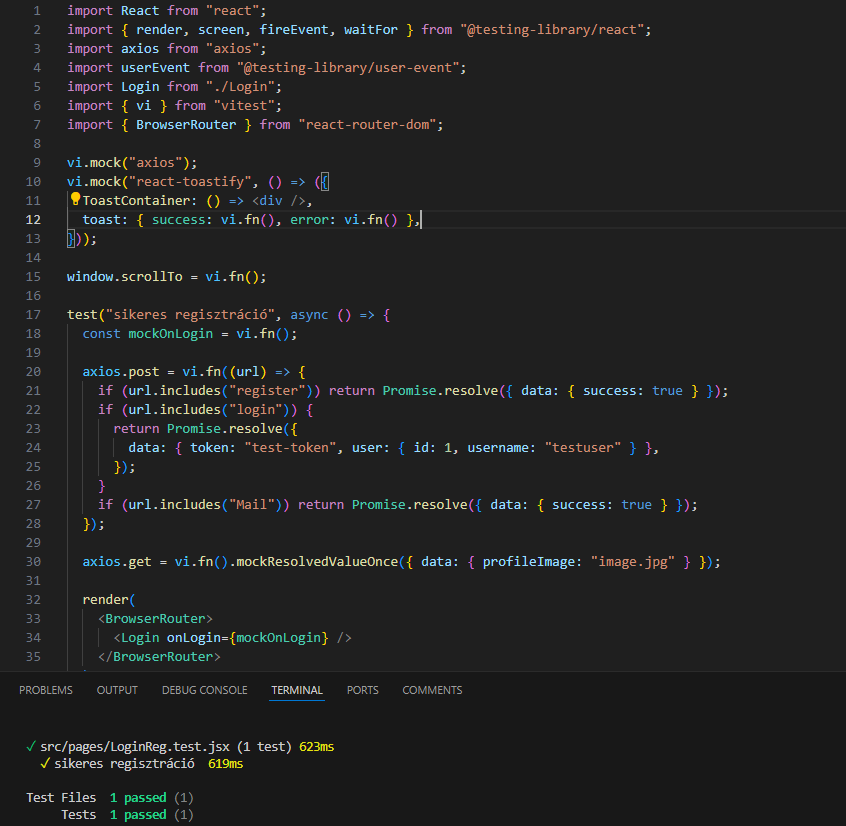 1 import React from "react";
2 import { render, screen, fireEvent, waitFor } from "@testing-library/react";
3 import axios from "axios";
4 import userEvent from "@testing-library/user-event";
5 import Login from "./Login";
6 import { vi } from "vitest";
7 import { BrowserRouter } from "react-router-dom";
8
9 vi.mock("axios");
10 vi.mock("react-toastify", () => ({
11   ToastContainer: () => <div />,
12   toast: { success: vi.fn(), error: vi.fn() },
13 }));
14
15 window.scrollTo = vi.fn();
16
17 test("sikeres regisztráció", async () => {
18   const mockOnLogin = vi.fn();
19
20   axios.post = vi.fn((url) => {
21     if (url.includes("register")) return Promise.resolve({ data: { success: true } });
22     if (url.includes("login")) {
23       return Promise.resolve({
24         data: { token: "test-token", user: { id: 1, username: "testuser" } },
25       });
26     }
27     if (url.includes("Mail")) return Promise.resolve({ data: { success: true } });
28   });
29
30   axios.get = vi.fn().mockResolvedValueOnce({ data: { profileImage: "image.jpg" } });
31
32   render(
33     <BrowserRouter>
34       <Login onLogin={mockOnLogin} />
35     </BrowserRouter>
PROBLEMS OUTPUT DEBUG CONSOLE TERMINAL PORTS COMMENTS
✓ src/pages/LoginReg.test.jsx (1 test) 623ms
✓ sikeres regisztráció 619ms
Test Files 1 passed (1)
Tests 1 passed (1)